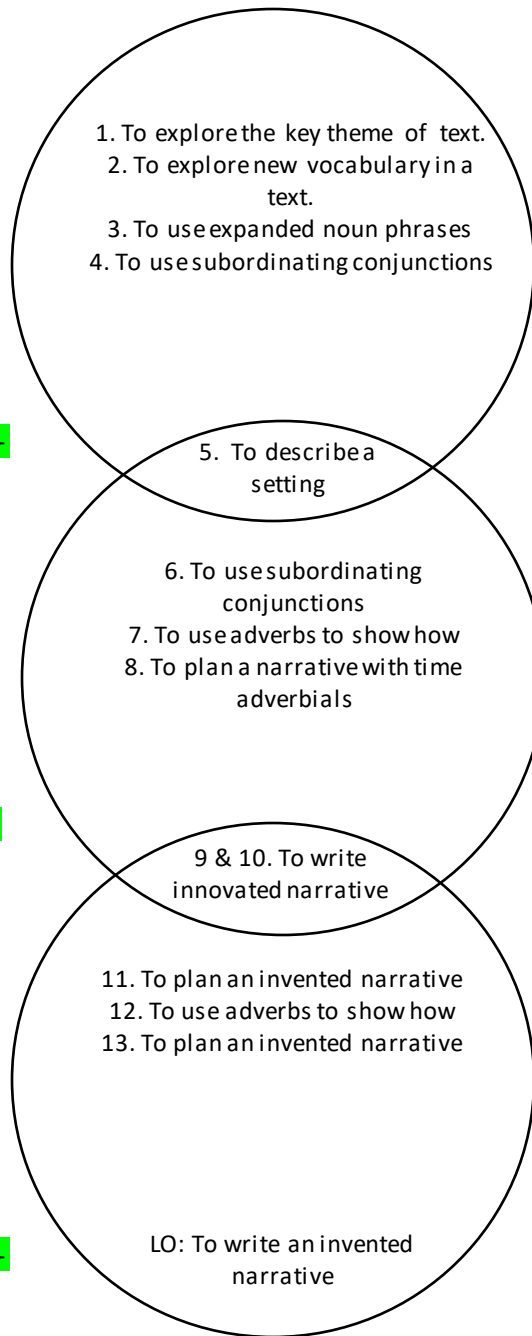 1. To explore the key theme of text.
2. To explore new vocabulary in a
text.
3. To use expanded noun phrases
4. To use subordinating conjunctions
5. To describe a
setting
6. To use subordinating
conjunctions
7. To use adverbs to show how
8. To plan a narrative with time
adverbials
9 & 10. To write
innovated narrative
11. To plan an invented narrative
12. To use adverbs to show how
13. To plan an invented narrative
LO: To write an invented
narrative